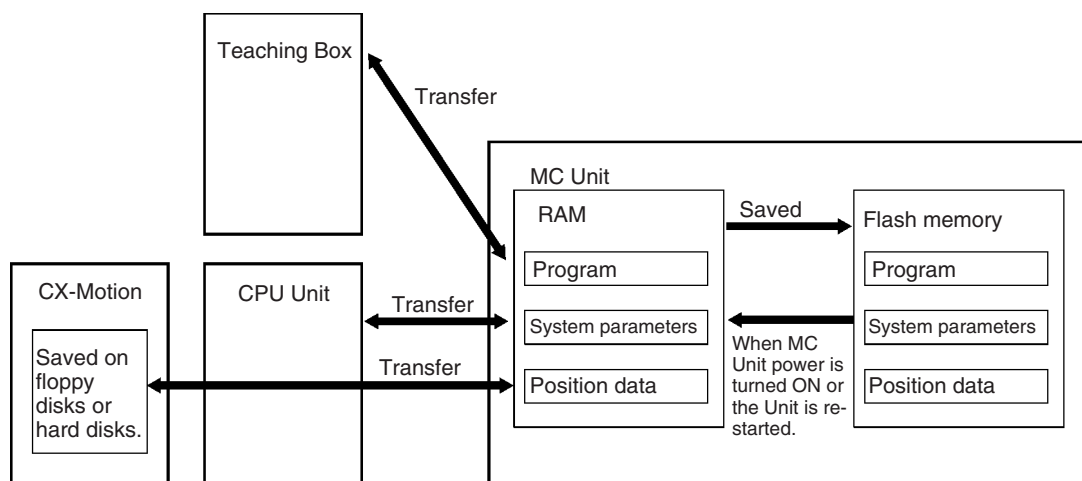 Teaching Box
Transfer
MC Unit
RAM
Saved
Flash memory
Program
Program
CX-Motion
CPU Unit
Transfer
System parameters
System parameters
Saved on
floppy
disks or
hard disks.
Transfer
When MC
Unit power is
turned ON or
the Unit is re-
started.
Position data
Position data